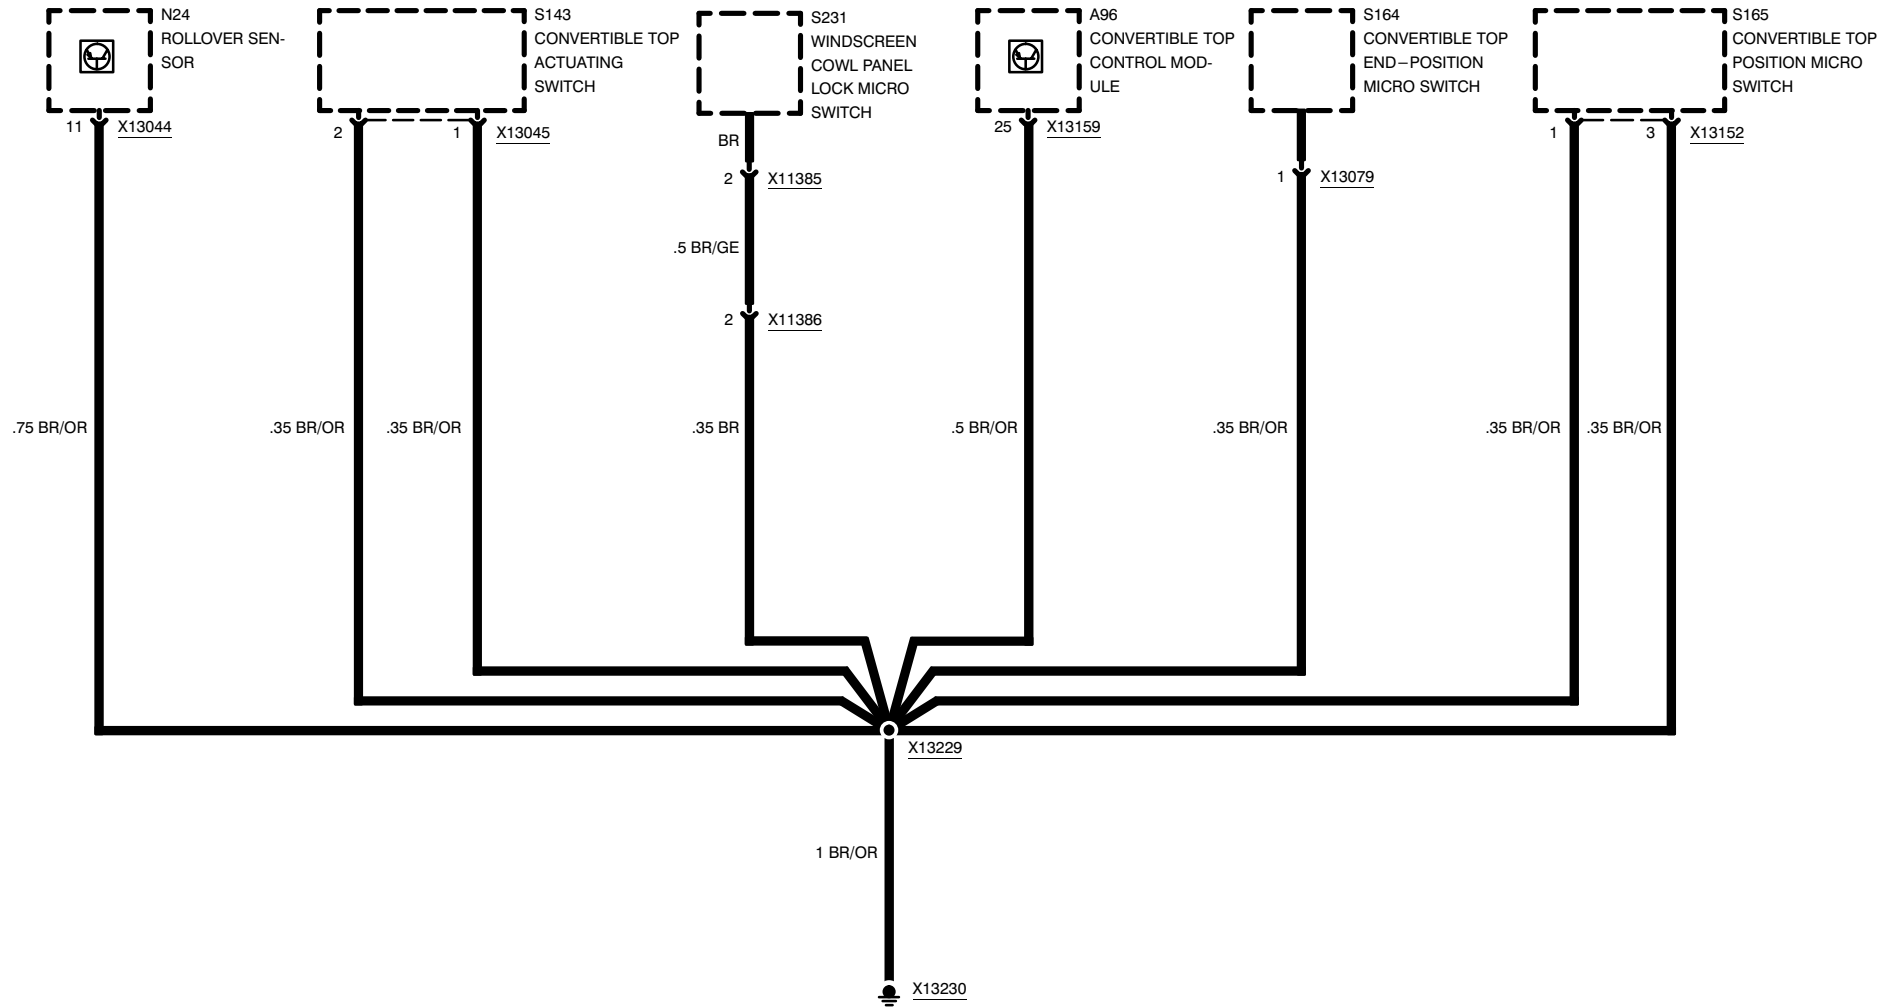 N24
ROLLOVER SEN-
SOR
S143
CONVERTIBLE TOP
ACTUATING
SWITCH
S231
WINDSCREEN
COWL PANEL
LOCK MICRO
SWITCH
A96
CONVERTIBLE TOP
CONTROL MOD-
ULE
S164
CONVERTIBLE TOP
END−POSITION
MICRO SWITCH
S165
CONVERTIBLE TOP
POSITION MICRO
SWITCH
11
X13044
2
1
X13045
BR
25
X13159
1
3
X13152
2
X11385
1
X13079
.5 BR/GE
2
X11386
.75 BR/OR
.35 BR/OR
.35 BR/OR
.35 BR
.5 BR/OR
.35 BR/OR
.35 BR/OR
.35 BR/OR
X13229
1 BR/OR
X13230